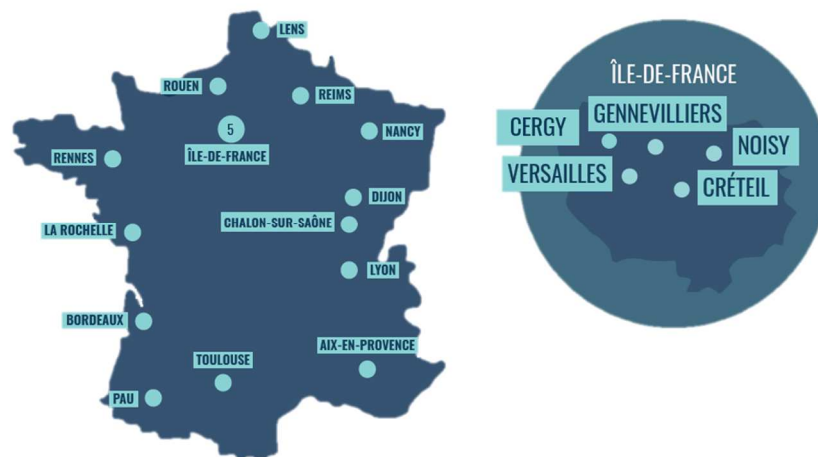 LENS
ROUEN
REIMS
5
ÎLE-DE-FRANCE
NANCY
RENNES
DIJON
CHALON-SUR-SAÔNE
LA ROCHELLE
LYON
BORDEAUX
AIX-EN-PROVENCE
TOULOUSE
PAU
ÎLE-DE-FRANCE
CERGY
GENNEVILLIERS
NOISY
VERSAILLES
CRÉTEIL